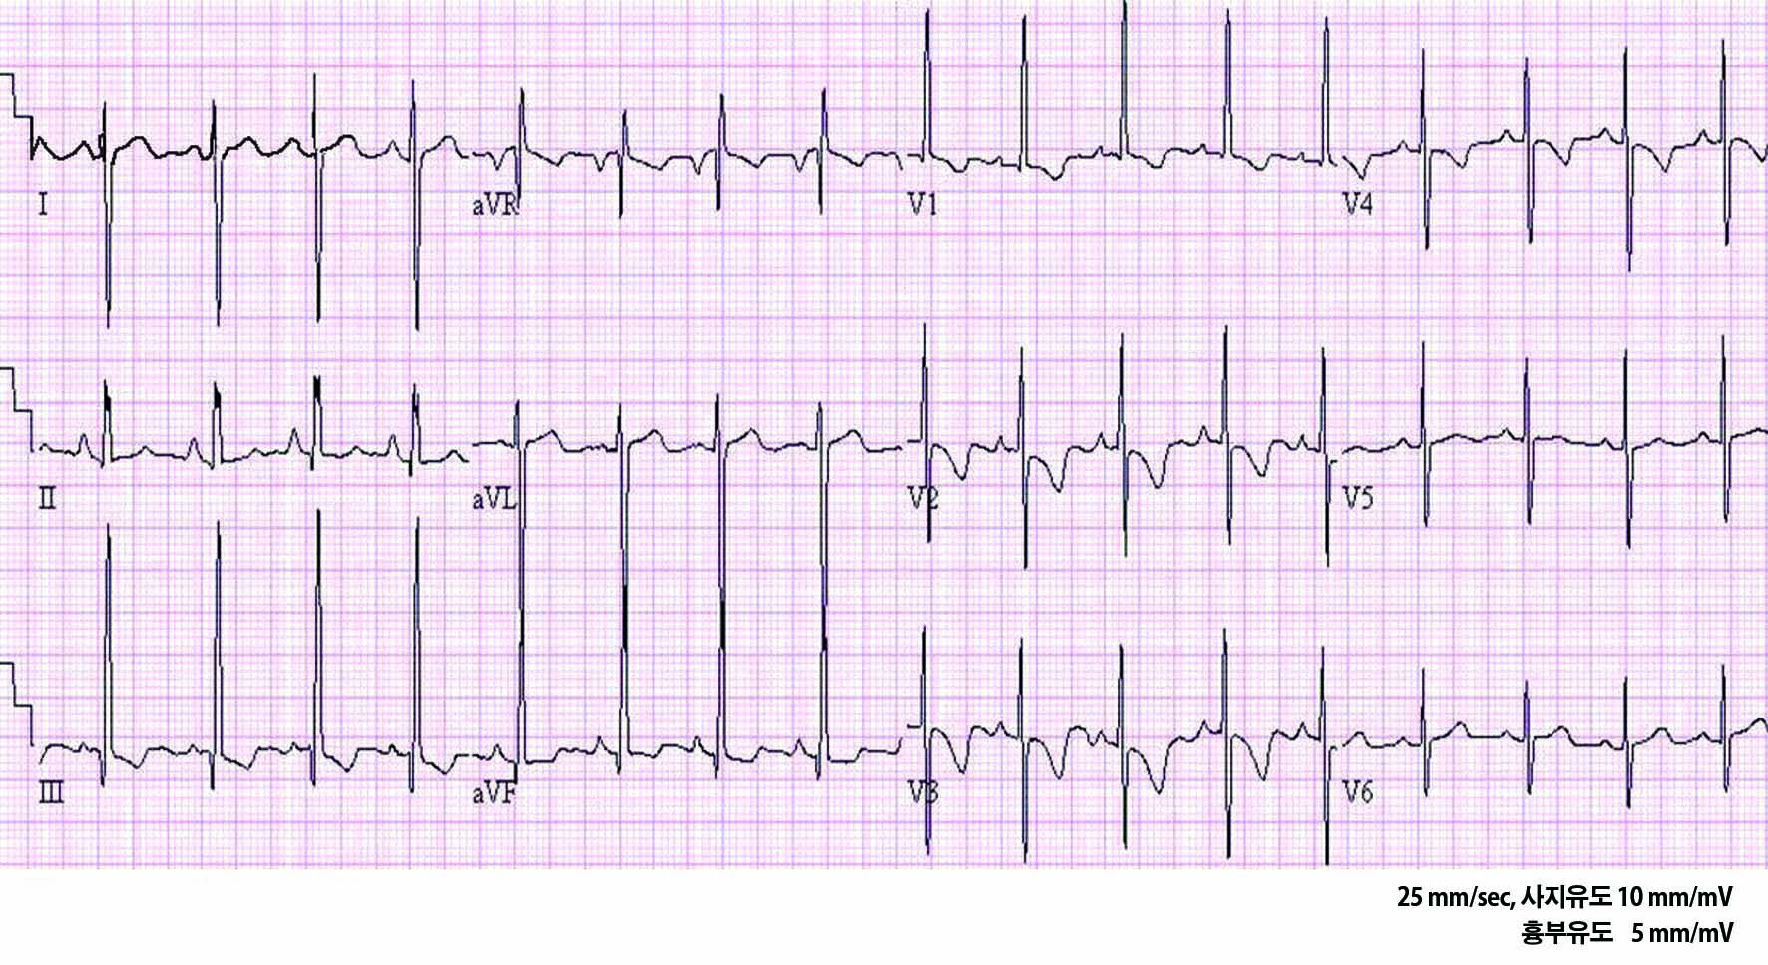 I aVR V1 V4
II aVL V2 V5
III aVF V3 V6
25 mm/sec, 사지유도 10 mm/mV
흉부유도 5 mm/mV